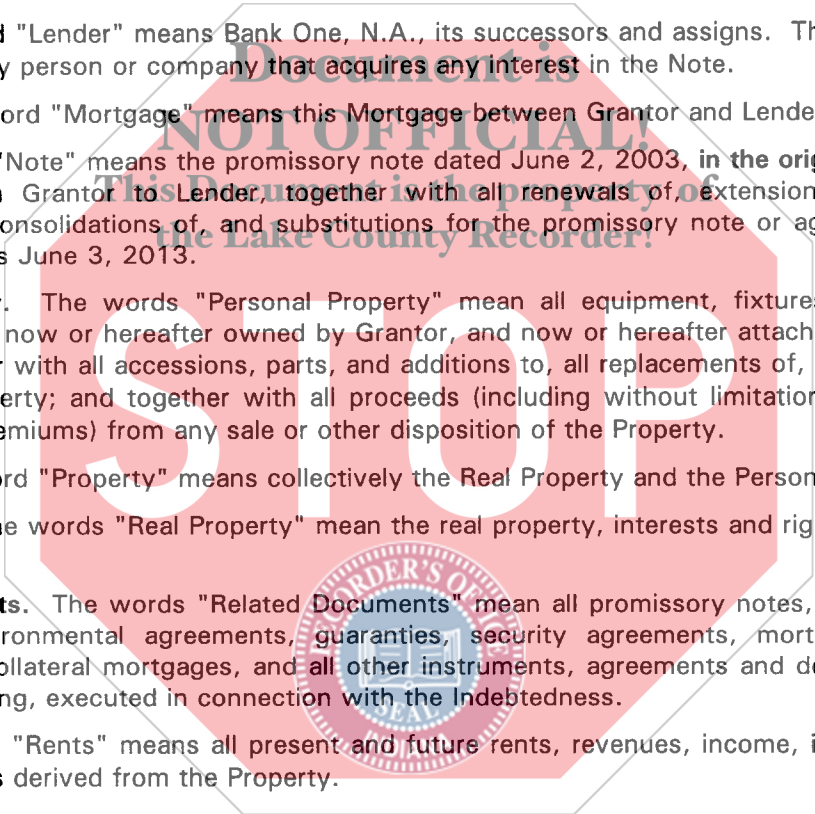 d "Lender" means Bank One, N.A., its successors and assigns. Th
y person or company that acquires any interest in the Note.
ord "Mortgage" means this Mortgage between Grantor and Lende
"Note" means the promissory note dated June 2, 2003, in the orig
Grantor to Lender, together with all renewals of, extension
onsolidations of, and substitutions for the promissory note or ag
s June 3, 2013.
. The words "Personal Property" mean all equipment, fixtures
now or hereafter owned by Grantor, and now or hereafter attach
r with all accessions, parts, and additions to, all replacements of,
erty; and together with all proceeds (including without limitation
emiums) from any sale or other disposition of the Property.
ord "Property" means collectively the Real Property and the Person
e words "Real Property" mean the real property, interests and rig
ts. The words "Related Documents" mean all promissory notes,
ronmental agreements, guaranties, security agreements, mort
ollateral mortgages, and all other instruments, agreements and d
ng, executed in connection with the Indebtedness.
"Rents" means all present and future rents, revenues, income, i
s derived from the Property.
Document is
NOT OFFICIAL!
This Document is the property of
the Lake County Recorder!
STOP
RECORDER'S OFFICE
SEAL
INDIANA